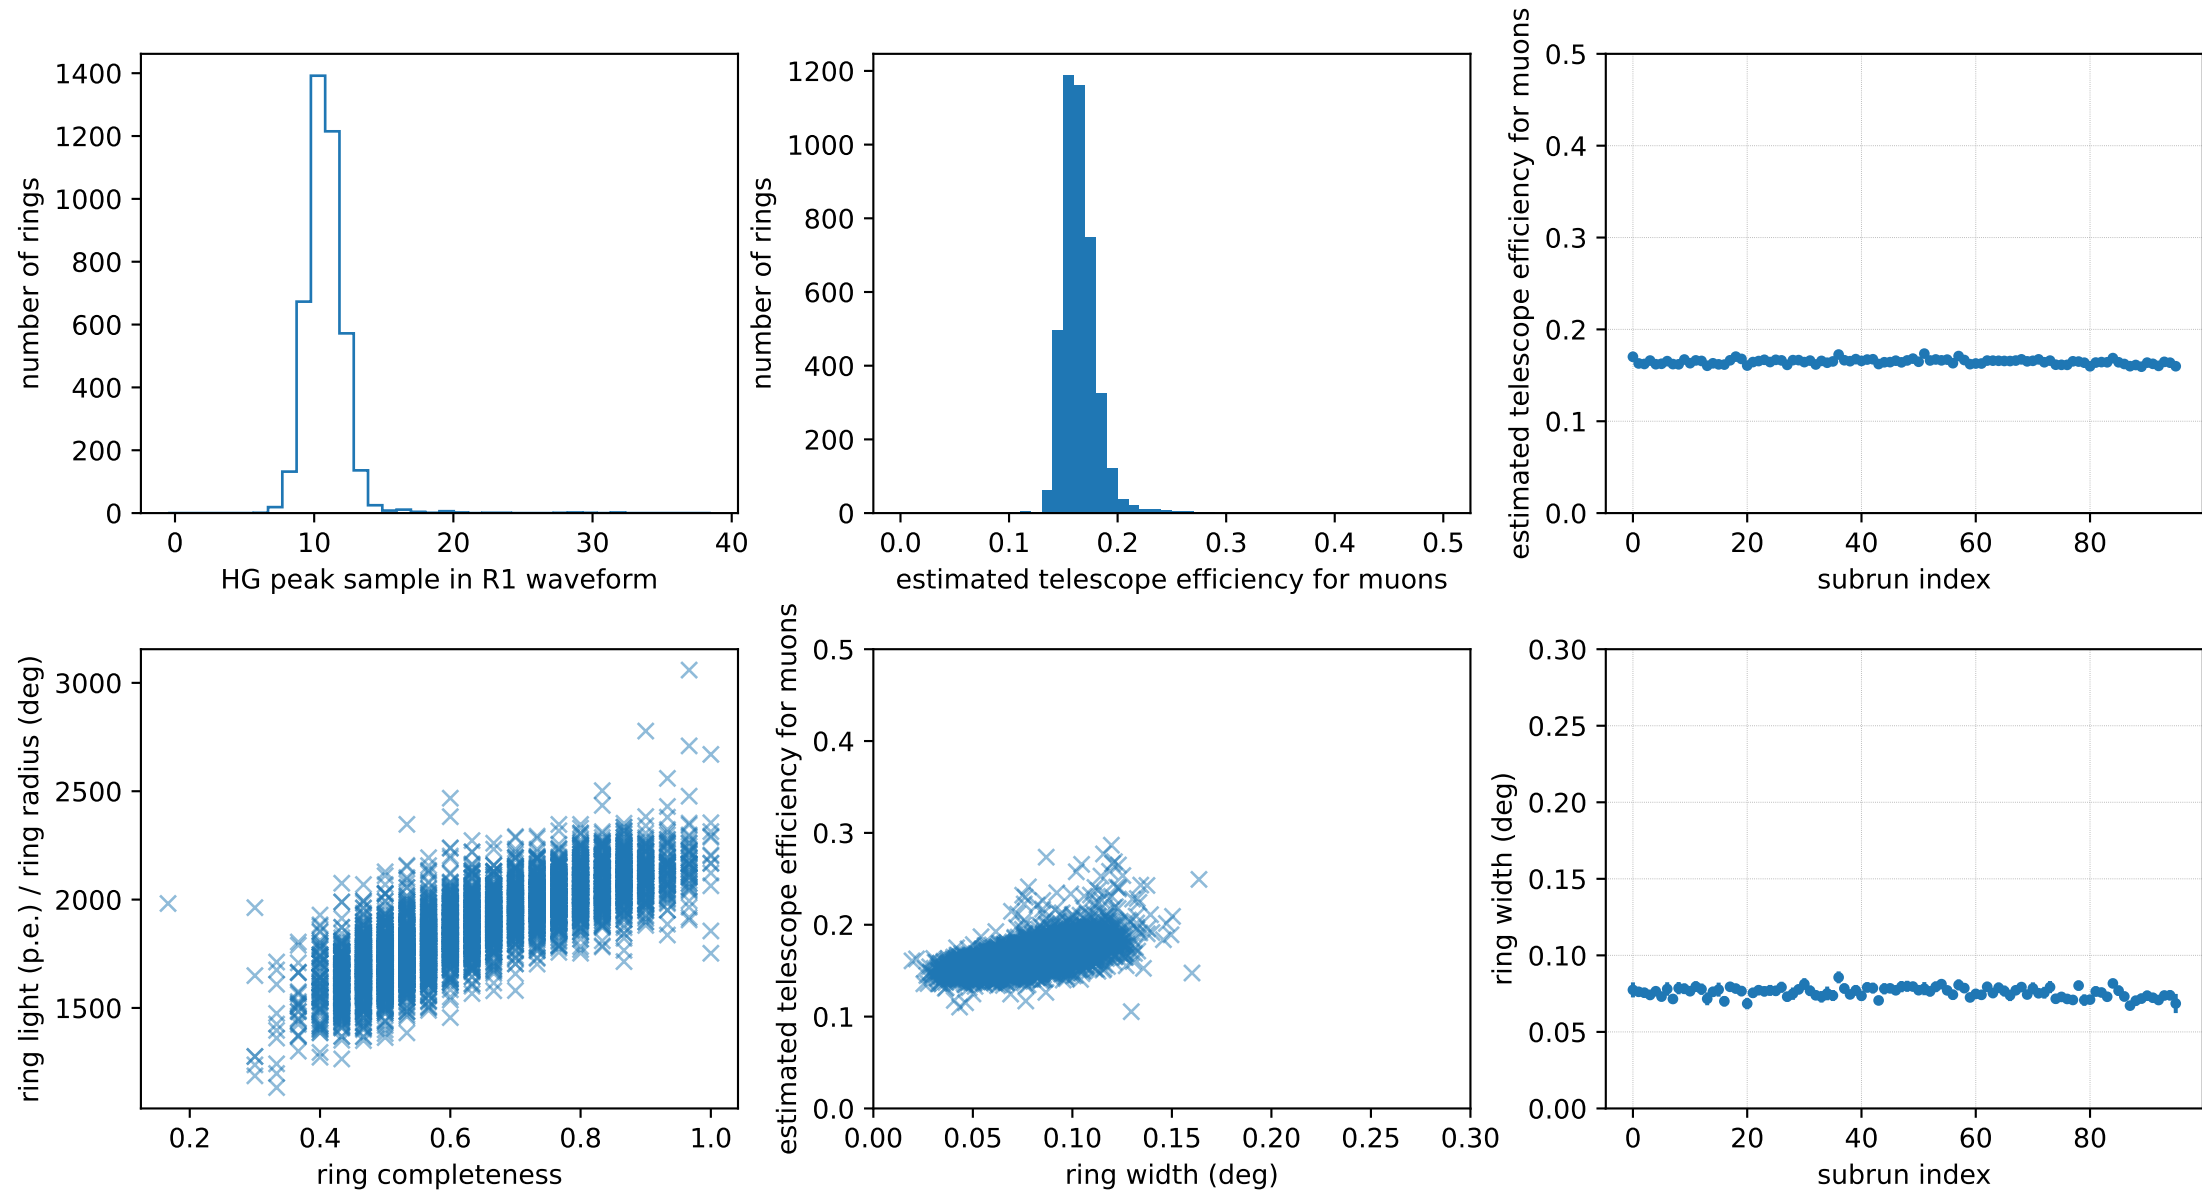 1400
1200
1000
800
600
400
200
0
number of rings
0 10 20 30 40
HG peak sample in R1 waveform
1200
1000
800
600
400
200
0
number of rings
0.0 0.1 0.2 0.3 0.4 0.5
estimated telescope efficiency for muons
0.5
0.4
0.3
0.2
0.1
0.0
estimated telescope efficiency for muons
0 20 40 60 80
subrun index
3000
2500
2000
1500
ring light (p.e.) / ring radius (deg)
0.2 0.4 0.6 0.8 1.0
ring completeness
0.5
0.4
0.3
0.2
0.1
0.0
estimated telescope efficiency for muons
0.00 0.05 0.10 0.15 0.20 0.25 0.30
ring width (deg)
0.30
0.25
0.20
0.15
0.10
0.05
0.00
ring width (deg)
0 20 40 60 80
subrun index